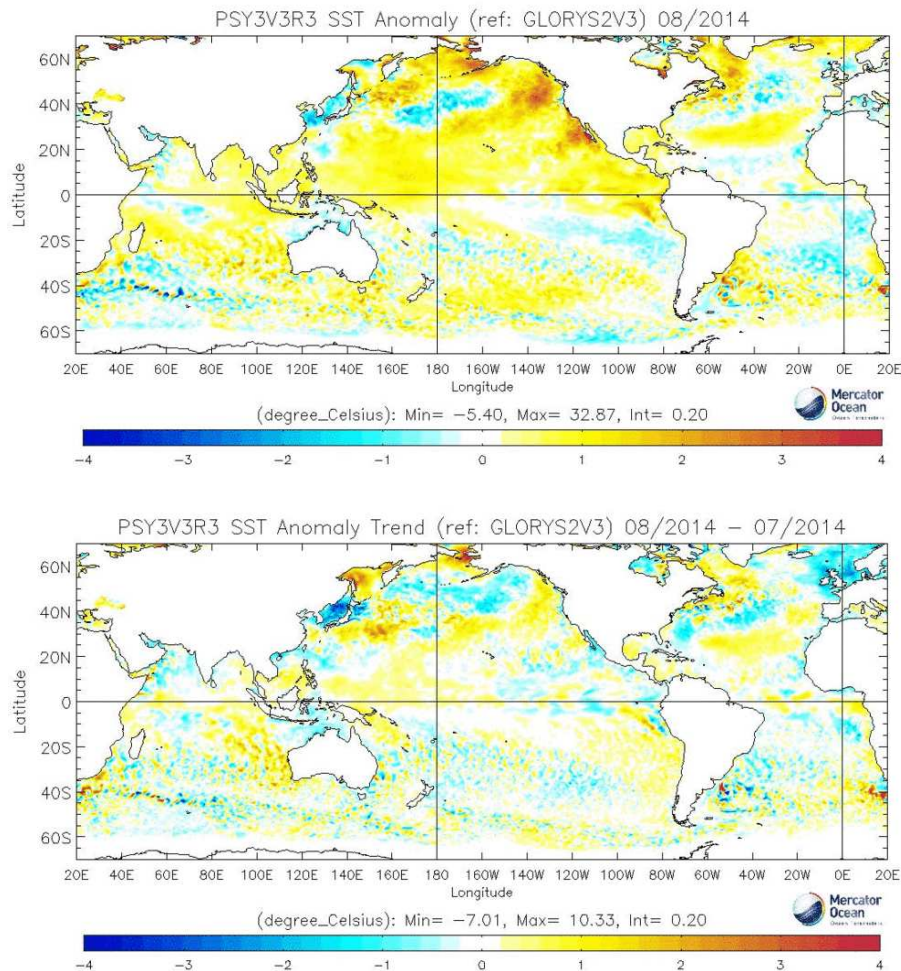 PSY3V3R3 SST Anomaly (ref: GLORYS2V3) 08/2014
60N
40N
20N
0
20S
40S
60S
Latitude
20E 40E 60E 80E 100E 120E 140E 160E 180E 160W 140W 120W 100W 80W 60W 40W 20W 0E 20E
Longitude
Mercator
Ocean
(degree_Celsius): Min= −5.40, Max= 32.87, Int= 0.20
−4 −3 −2 −1 0 1 2 3 4
PSY3V3R3 SST Anomaly Trend (ref: GLORYS2V3) 08/2014 − 07/2014
60N
40N
20N
0
20S
40S
60S
Latitude
20E 40E 60E 80E 100E 120E 140E 160E 180E 160W 140W 120W 100W 80W 60W 40W 20W 0E 20E
Longitude
Mercator
Ocean
(degree_Celsius): Min= −7.01, Max= 10.33, Int= 0.20
−4 −3 −2 −1 0 1 2 3 4